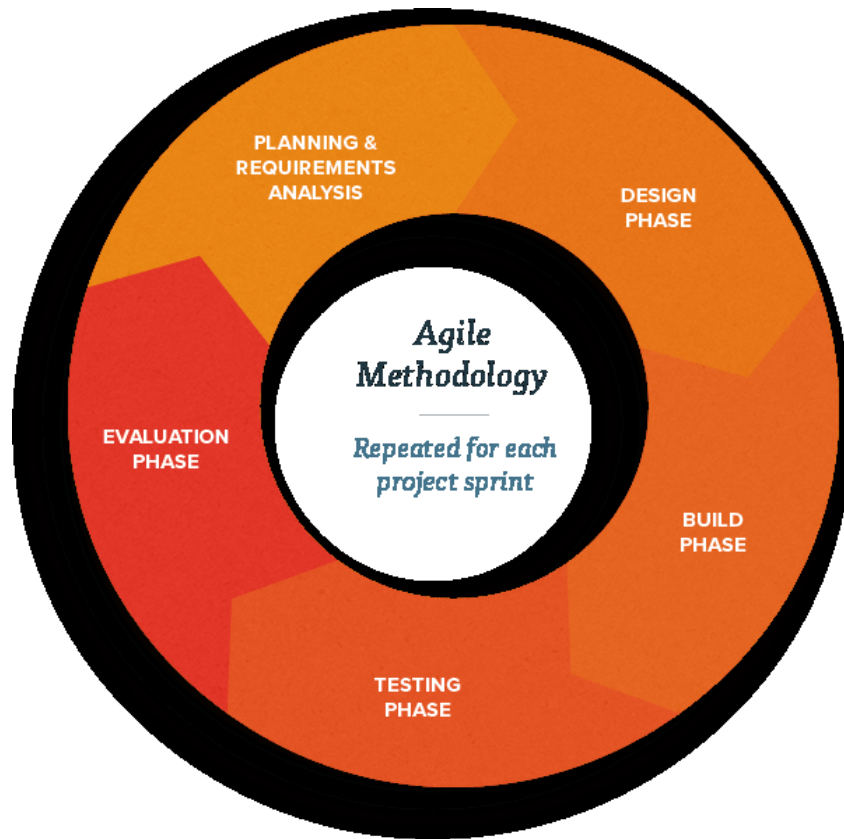 PLANNING &
REQUIREMENTS
ANALYSIS
DESIGN
PHASE
Agile
Methodology
Repeated for each
project sprint
EVALUATION
PHASE
BUILD
PHASE
TESTING
PHASE